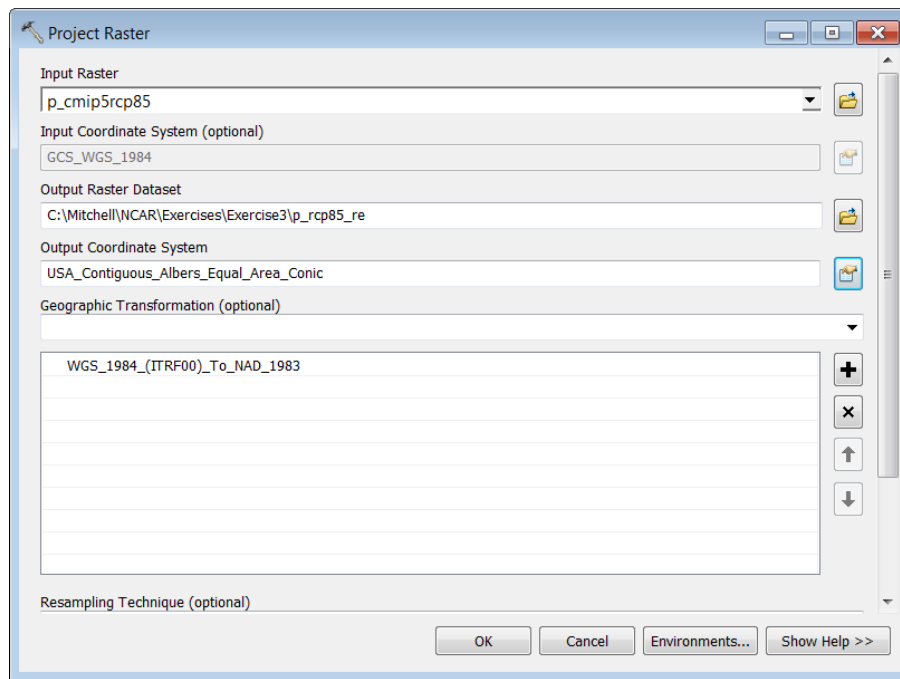 Project Raster
Input Raster
p_cmip5rcp85
Input Coordinate System (optional)
GCS_WGS_1984
Output Raster Dataset
C:\Mitchell\NCAR\Exercises\Exercise3\p_rcp85_re
Output Coordinate System
USA_Contiguous_Albers_Equal_Area_Conic
Geographic Transformation (optional)
WGS_1984_(ITRF00)_To_NAD_1983
Resampling Technique (optional)
OK Cancel Environments... Show Help >>